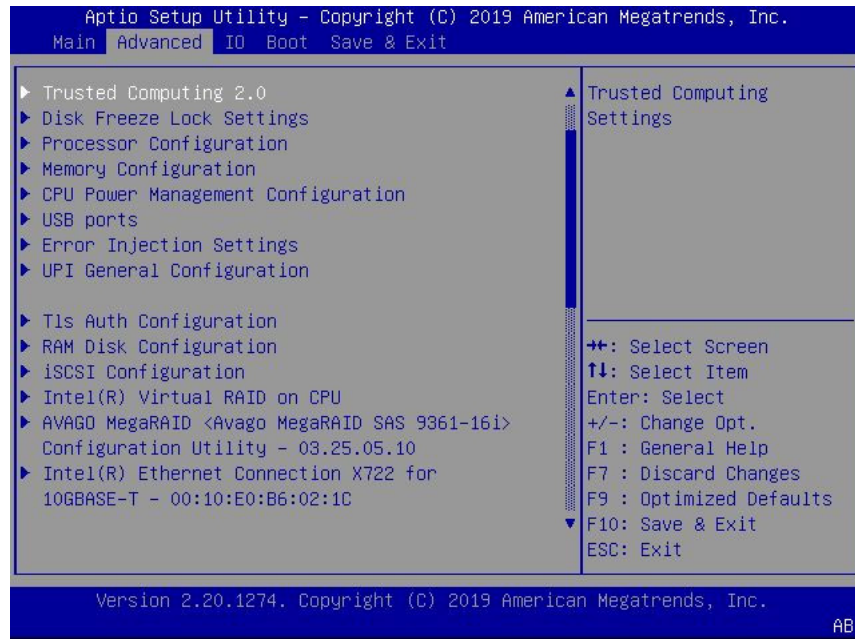 Aptio Setup Utility – Copyright (C) 2019 American Megatrends, Inc.
Main Advanced IO Boot Save & Exit
▶ Trusted Computing 2.0
▶ Disk Freeze Lock Settings
▶ Processor Configuration
▶ Memory Configuration
▶ CPU Power Management Configuration
▶ USB ports
▶ Error Injection Settings
▶ UPI General Configuration
▶ Tls Auth Configuration
▶ RAM Disk Configuration
▶ iSCSI Configuration
▶ Intel(R) Virtual RAID on CPU
▶ AVAGO MegaRAID <Avago MegaRAID SAS 9361-16i>
Configuration Utility – 03.25.05.10
▶ Intel(R) Ethernet Connection X722 for
10GBASE-T – 00:10:E0:B6:02:1C
Trusted Computing
Settings
→←: Select Screen
↑↓: Select Item
Enter: Select
+/-: Change Opt.
F1 : General Help
F7 : Discard Changes
F9 : Optimized Defaults
F10: Save & Exit
ESC: Exit
Version 2.20.1274. Copyright (C) 2019 American Megatrends, Inc.
AB